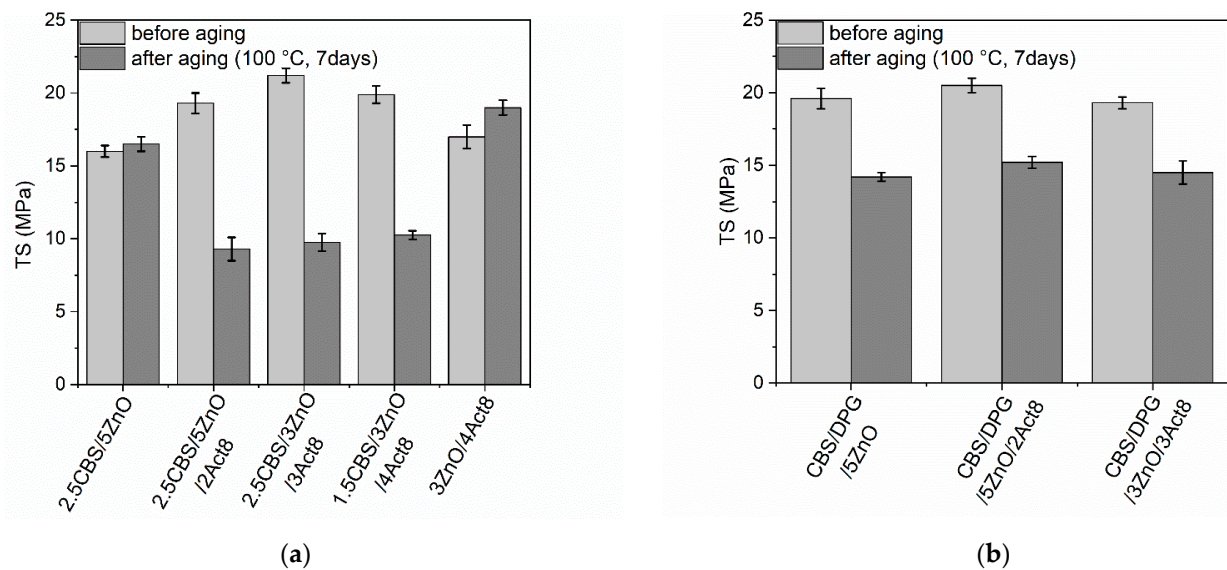 25
before aging
after aging (100 °C, 7days)
20
15
10
5
0
TS (MPa)
2.5CBS/5ZnO
2.5CBS/5ZnO
/2Act8
2.5CBS/3ZnO
/3Act8
1.5CBS/3ZnO
/4Act8
3ZnO/4Act8
(a)
25
before aging
after aging (100 °C, 7days)
20
15
10
5
0
TS (MPa)
CBS/DPG
/5ZnO
CBS/DPG
/5ZnO/2Act8
CBS/DPG
/3ZnO/3Act8
(b)